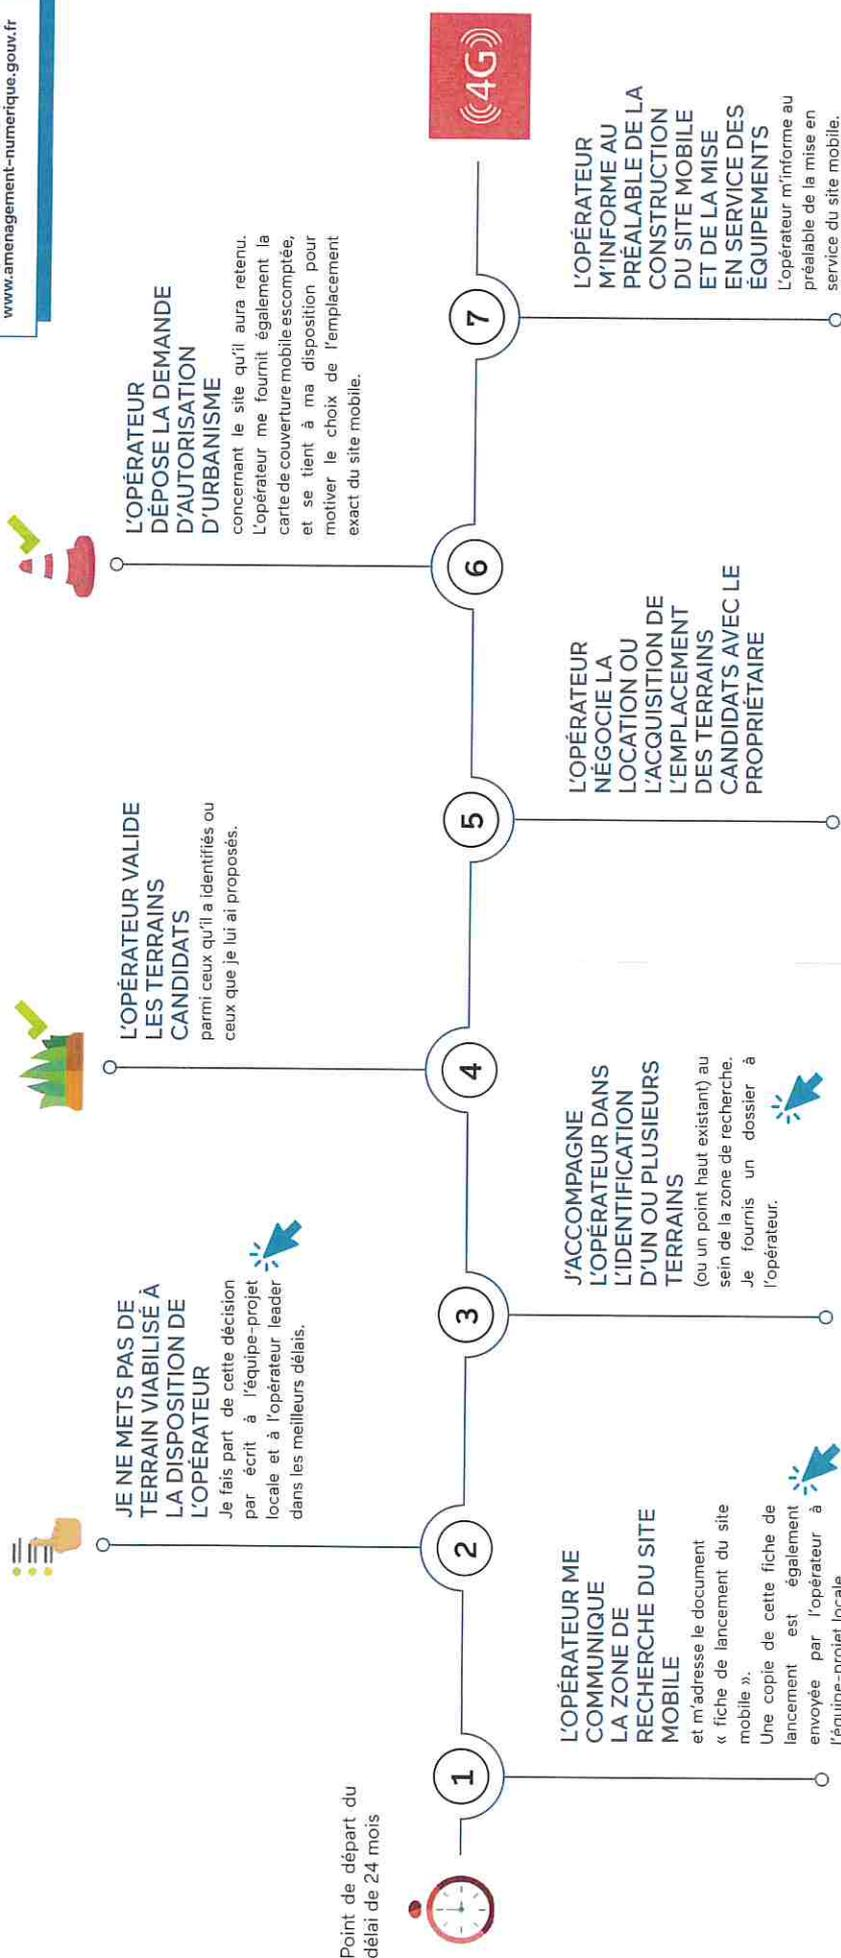 www.amenagement-numerique.gouv.fr
Point de départ du
délai de 24 mois
1
L'OPÉRATEUR ME
COMMUNIQUE
LA ZONE DE
RECHERCHE DU SITE
MOBILE
et m'adresse le document
« fiche de lancement du site
mobile ».
Une copie de cette fiche de
lancement est également
envoyée par l'opérateur à
l'équipe-projet locale
2
JE NE METS PAS DE
TERRAIN VIABILISÉ À
LA DISPOSITION DE
L'OPÉRATEUR
Je fais part de cette décision
par écrit à l'équipe-projet
locale et à l'opérateur leader
dans les meilleurs délais.
3
J'ACCOMPAGNE
L'OPÉRATEUR DANS
L'IDENTIFICATION
D'UN OU PLUSIEURS
TERRAINS
(ou un point haut existant) au
sein de la zone de recherche.
Je fournis un dossier à
l'opérateur.
4
L'OPÉRATEUR VALIDE
LES TERRAINS
CANDIDATS
parmi ceux qu'il a identifiés ou
ceux que je lui ai proposés.
5
L'OPÉRATEUR
NÉGOCIE LA
LOCATION OU
L'ACQUISITION DE
L'EMPLACEMENT
DES TERRAINS
CANDIDATS AVEC LE
PROPRIÉTAIRE
6
L'OPÉRATEUR
DÉPOSE LA DEMANDE
D'AUTORISATION
D'URBANISME
concernant le site qu'il aura retenu.
L'opérateur me fournit également la
carte de couverture mobile escomptée,
et se tient à ma disposition pour
motiver le choix de l'emplacement
exact du site mobile.
7
L'OPÉRATEUR
M'INFORME AU
PRÉALABLE DE LA
CONSTRUCTION
DU SITE MOBILE
ET DE LA MISE
EN SERVICE DES
ÉQUIPEMENTS
L'opérateur m'informe au
préalable de la mise en
service du site mobile.
4G